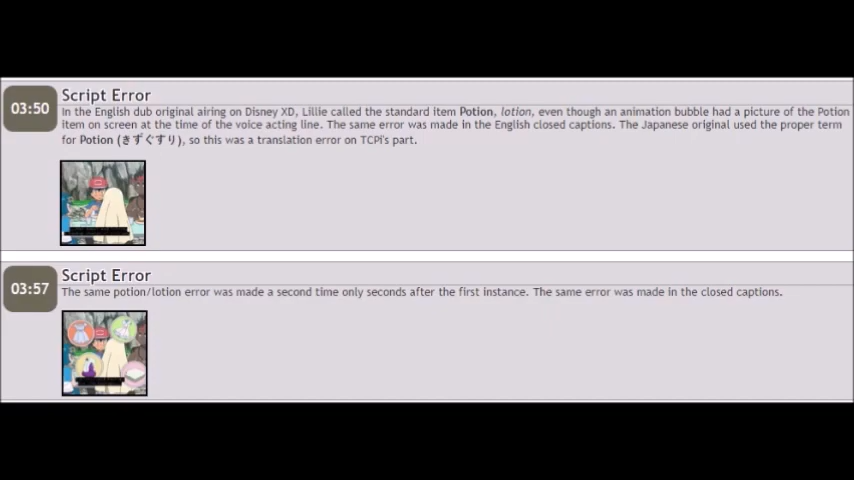 03:50
Script Error
In the English dub original airing on Disney XD, Lillie called the standard item Potion, lotion, even though an animation bubble had a picture of the Potion
item on screen at the time of the voice acting line. The same error was made in the English closed captions. The Japanese original used the proper term
for Potion (きずぐすり), so this was a translation error on TCPi's part.
03:57
Script Error
The same potion/lotion error was made a second time only seconds after the first instance. The same error was made in the closed captions.